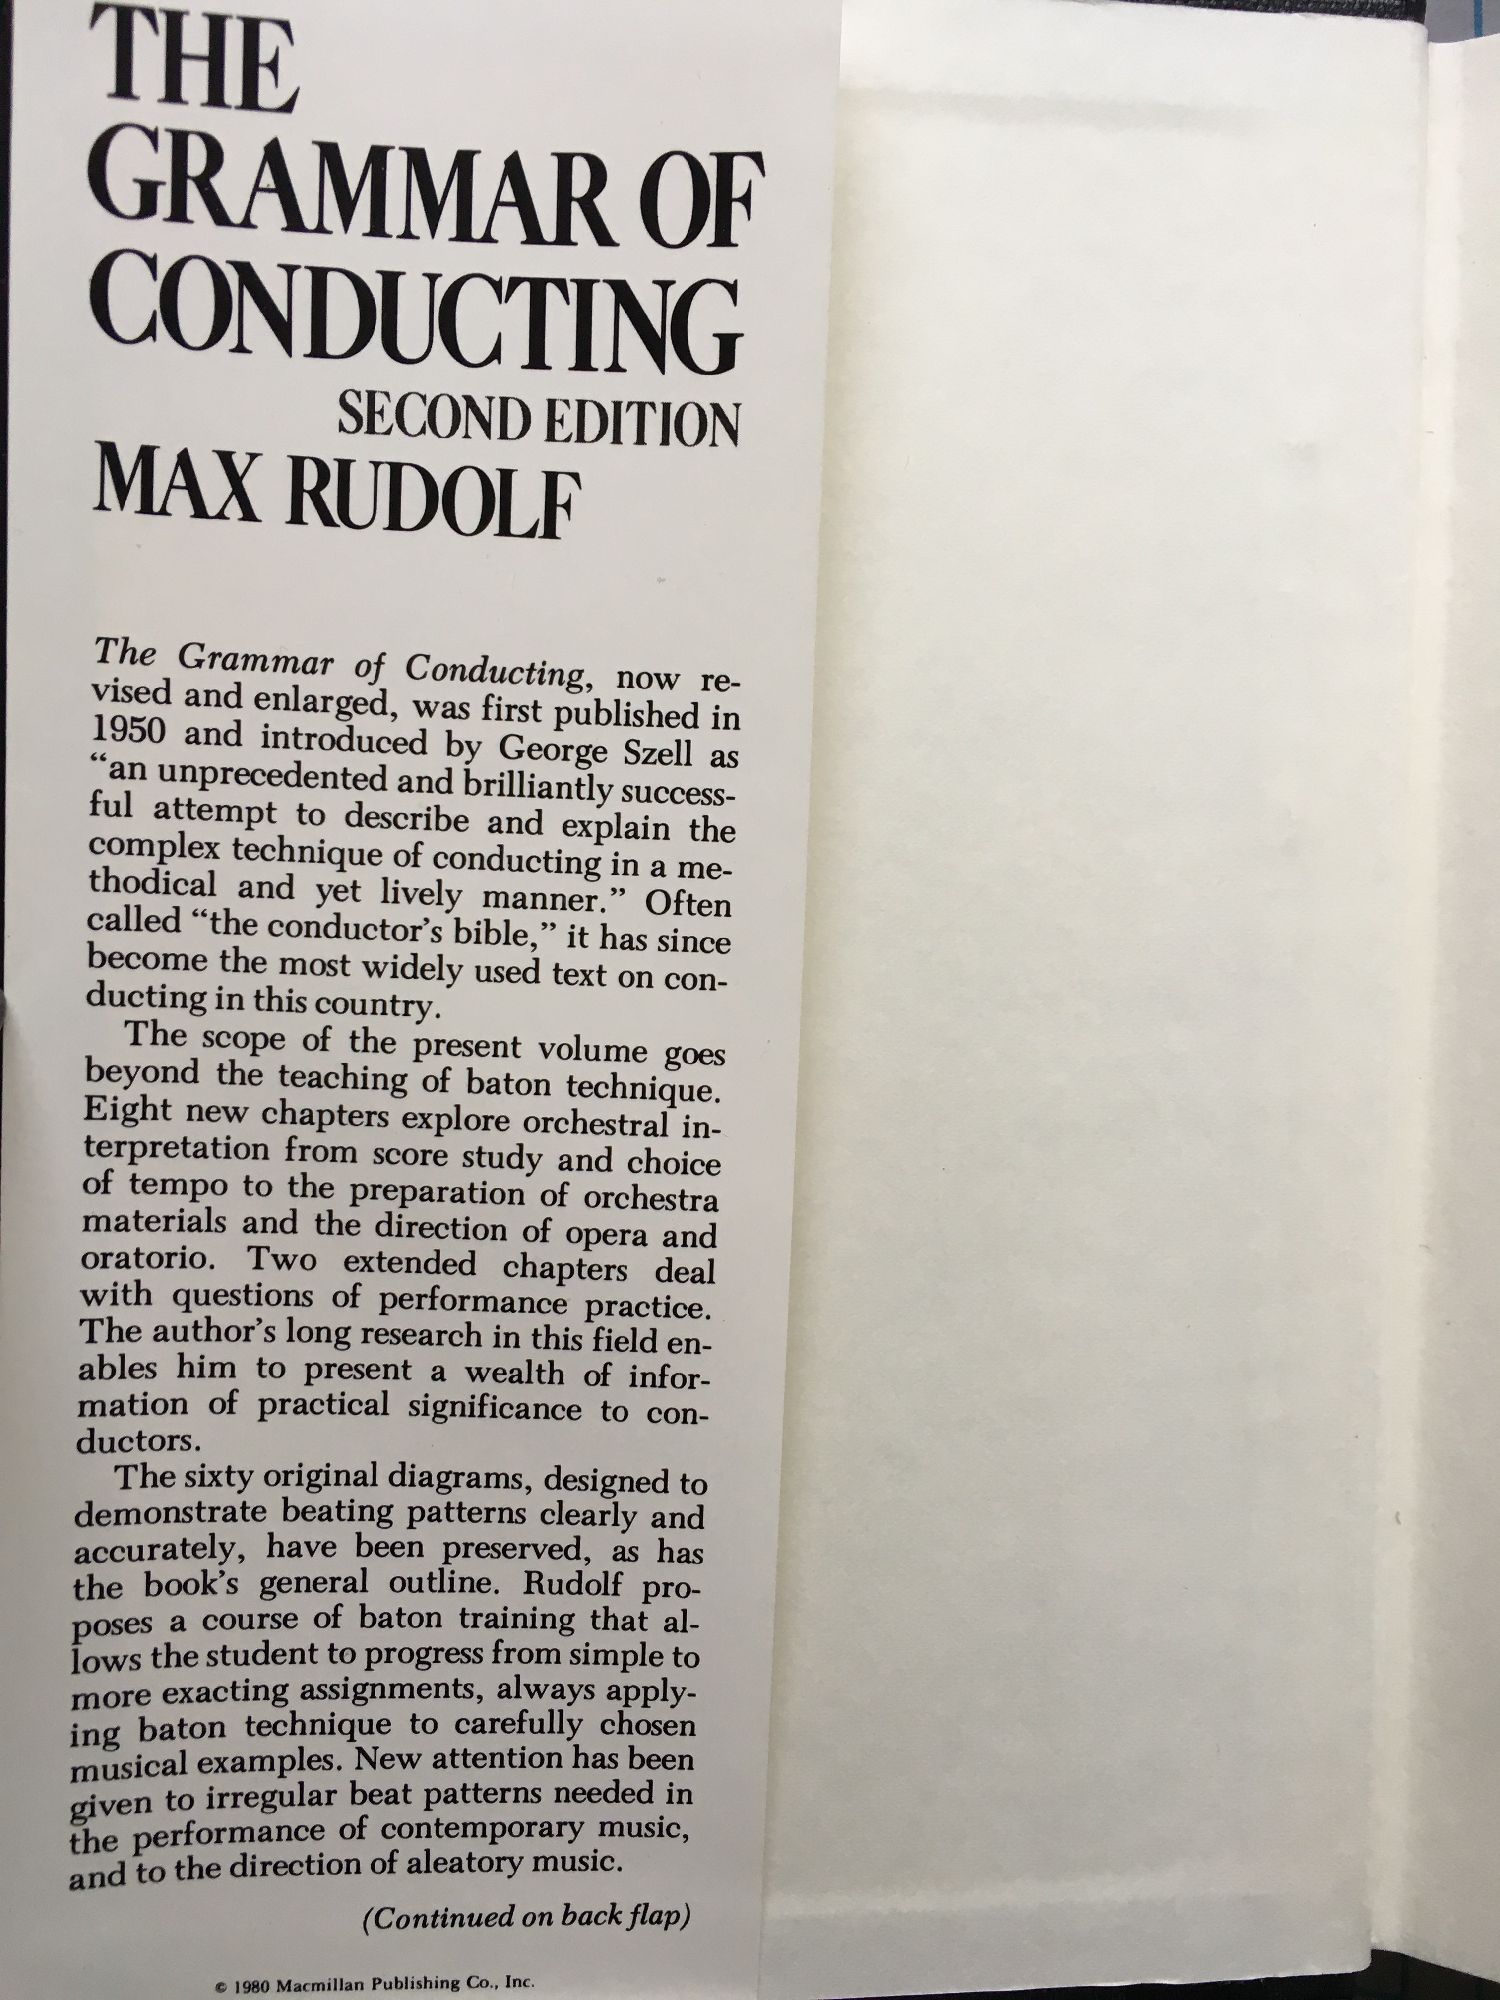 THE
GRAMMAR OF
CONDUCTING
SECOND EDITION
MAX RUDOLF
The Grammar of Conducting, now re-
vised and enlarged, was first published in
1950 and introduced by George Szell as
“an unprecedented and brilliantly success-
ful attempt to describe and explain the
complex technique of conducting in a me-
thodical and yet lively manner.” Often
called “the conductor’s bible,” it has since
become the most widely used text on con-
ducting in this country.
The scope of the present volume goes
beyond the teaching of baton technique.
Eight new chapters explore orchestral in-
terpretation from score study and choice
of tempo to the preparation of orchestra
materials and the direction of opera and
oratorio. Two extended chapters deal
with questions of performance practice.
The author’s long research in this field en-
ables him to present a wealth of infor-
mation of practical significance to con-
ductors.
The sixty original diagrams, designed to
demonstrate beating patterns clearly and
accurately, have been preserved, as has
the book’s general outline. Rudolf pro-
poses a course of baton training that al-
lows the student to progress from simple to
more exacting assignments, always apply-
ing baton technique to carefully chosen
musical examples. New attention has been
given to irregular beat patterns needed in
the performance of contemporary music,
and to the direction of aleatory music.
(Continued on back flap)
© 1980 Macmillan Publishing Co., Inc.